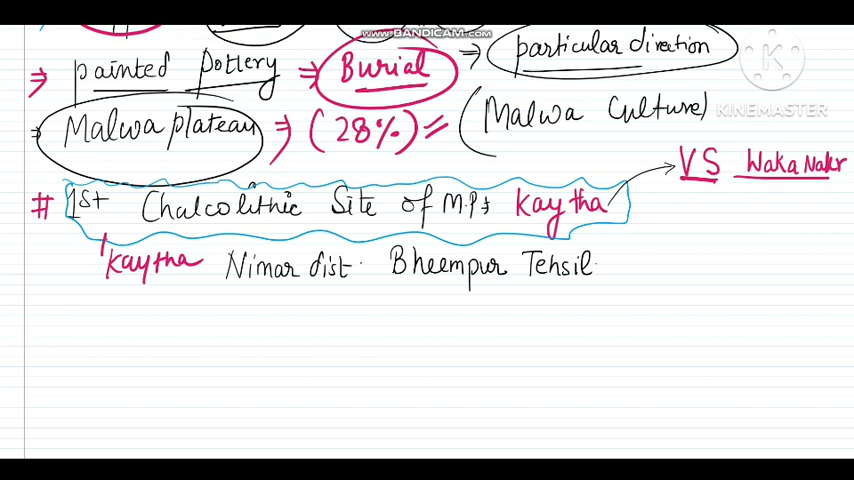 WWW.BANDICAM.COM
⇒ painted pottery ⇒ Burial ⇒ particular direction
⇒ Malwa plateau ⇒ (28%) = (Malwa Culture)
KINEMASTER
VS WakaNakr
# 1st Chalcolithic Site of M.P: Kaytha
Kaytha Nimar dist. Bheempur Tehsil.